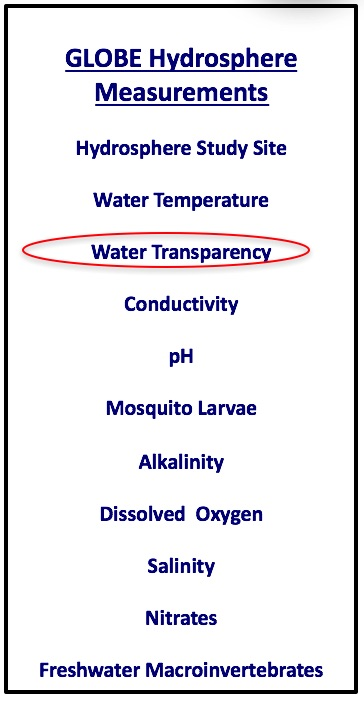 GLOBE Hydrosphere
Measurements
Hydrosphere Study Site
Water Temperature
Water Transparency
Conductivity
pH
Mosquito Larvae
Alkalinity
Dissolved Oxygen
Salinity
Nitrates
Freshwater Macroinvertebrates